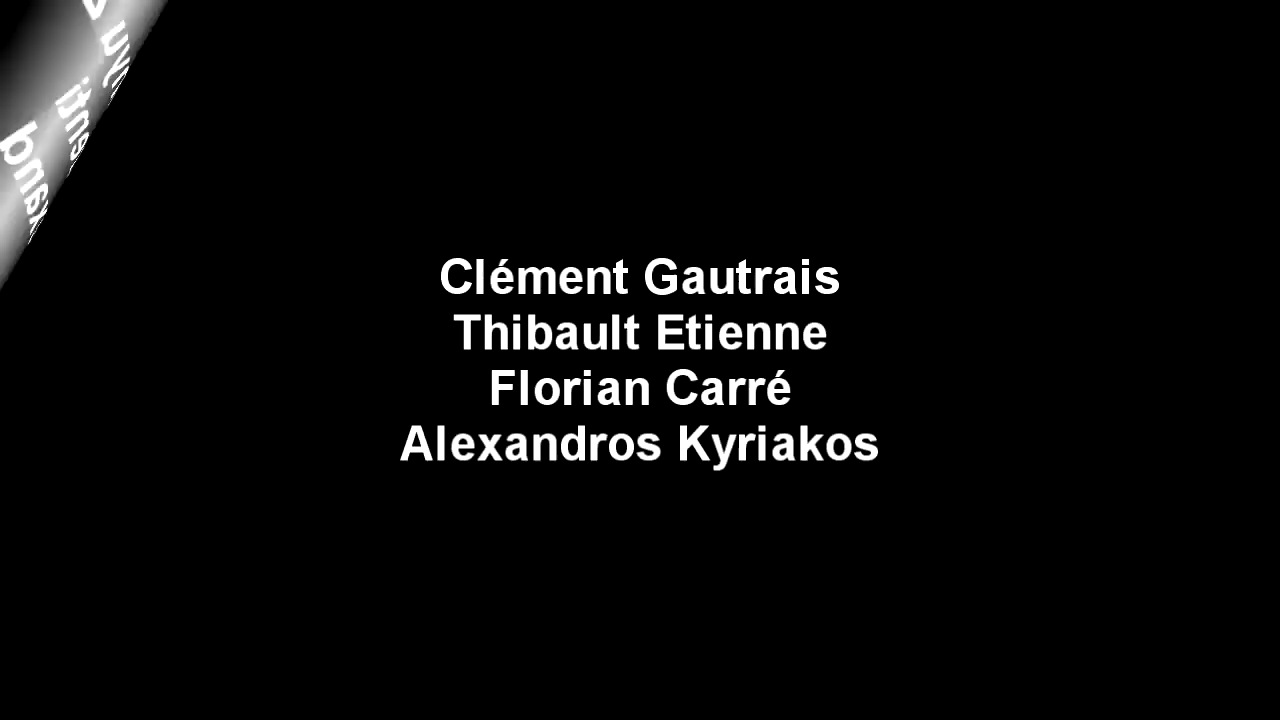 Clément Gautrais
Thibault Etienne
Florian Carré
Alexandros Kyriakos